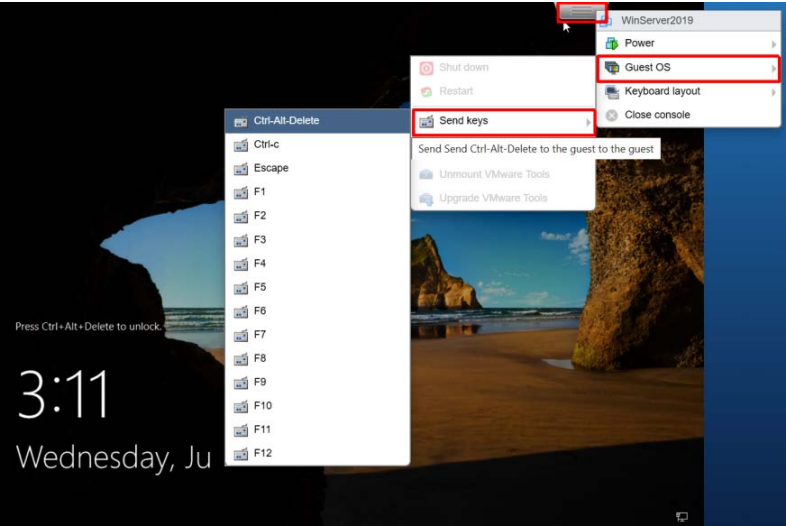 WinServer2019
Power
Guest OS
Keyboard layout
Close console
Shut down
Restart
Send keys
Send Send Ctrl-Alt-Delete to the guest to the guest
Unmount VMware Tools
Upgrade VMware Tools
Ctrl-Alt-Delete
Ctrl-c
Escape
F1
F2
F3
F4
F5
F6
F7
F8
F9
F10
F11
F12
Press Ctrl+Alt+Delete to unlock.
3:11
Wednesday, Ju